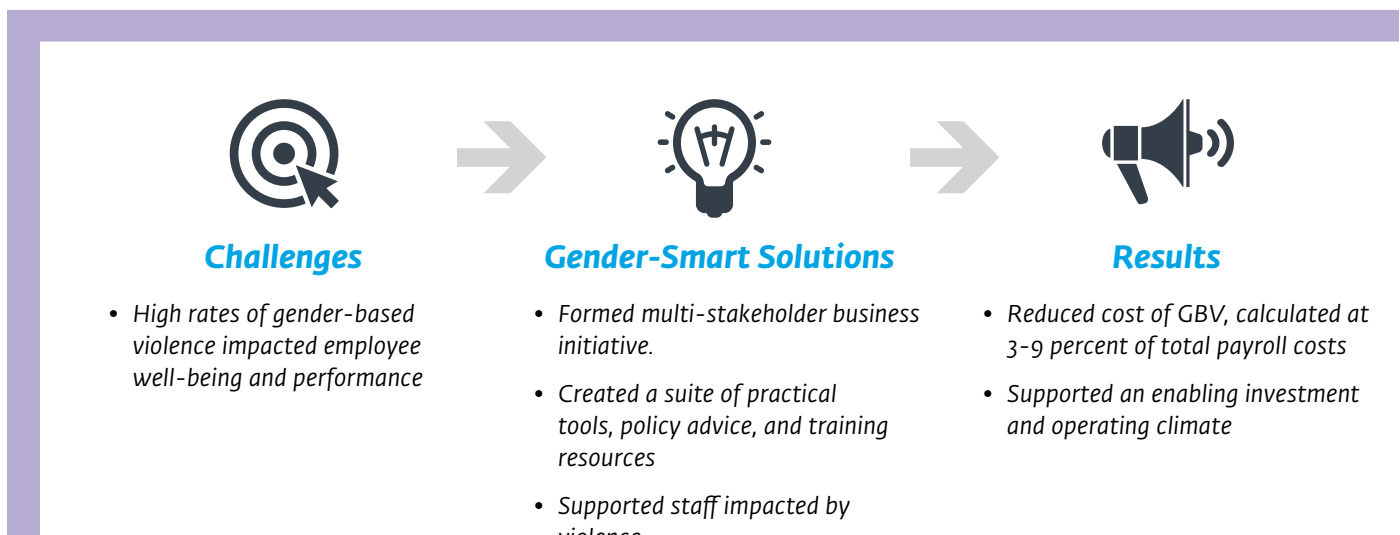 Challenges
• High rates of gender-based
violence impacted employee
well-being and performance
Gender-Smart Solutions
• Formed multi-stakeholder business
initiative.
• Created a suite of practical
tools, policy advice, and training
resources
• Supported staff impacted by
violence
Results
• Reduced cost of GBV, calculated at
3-9 percent of total payroll costs
• Supported an enabling investment
and operating climate